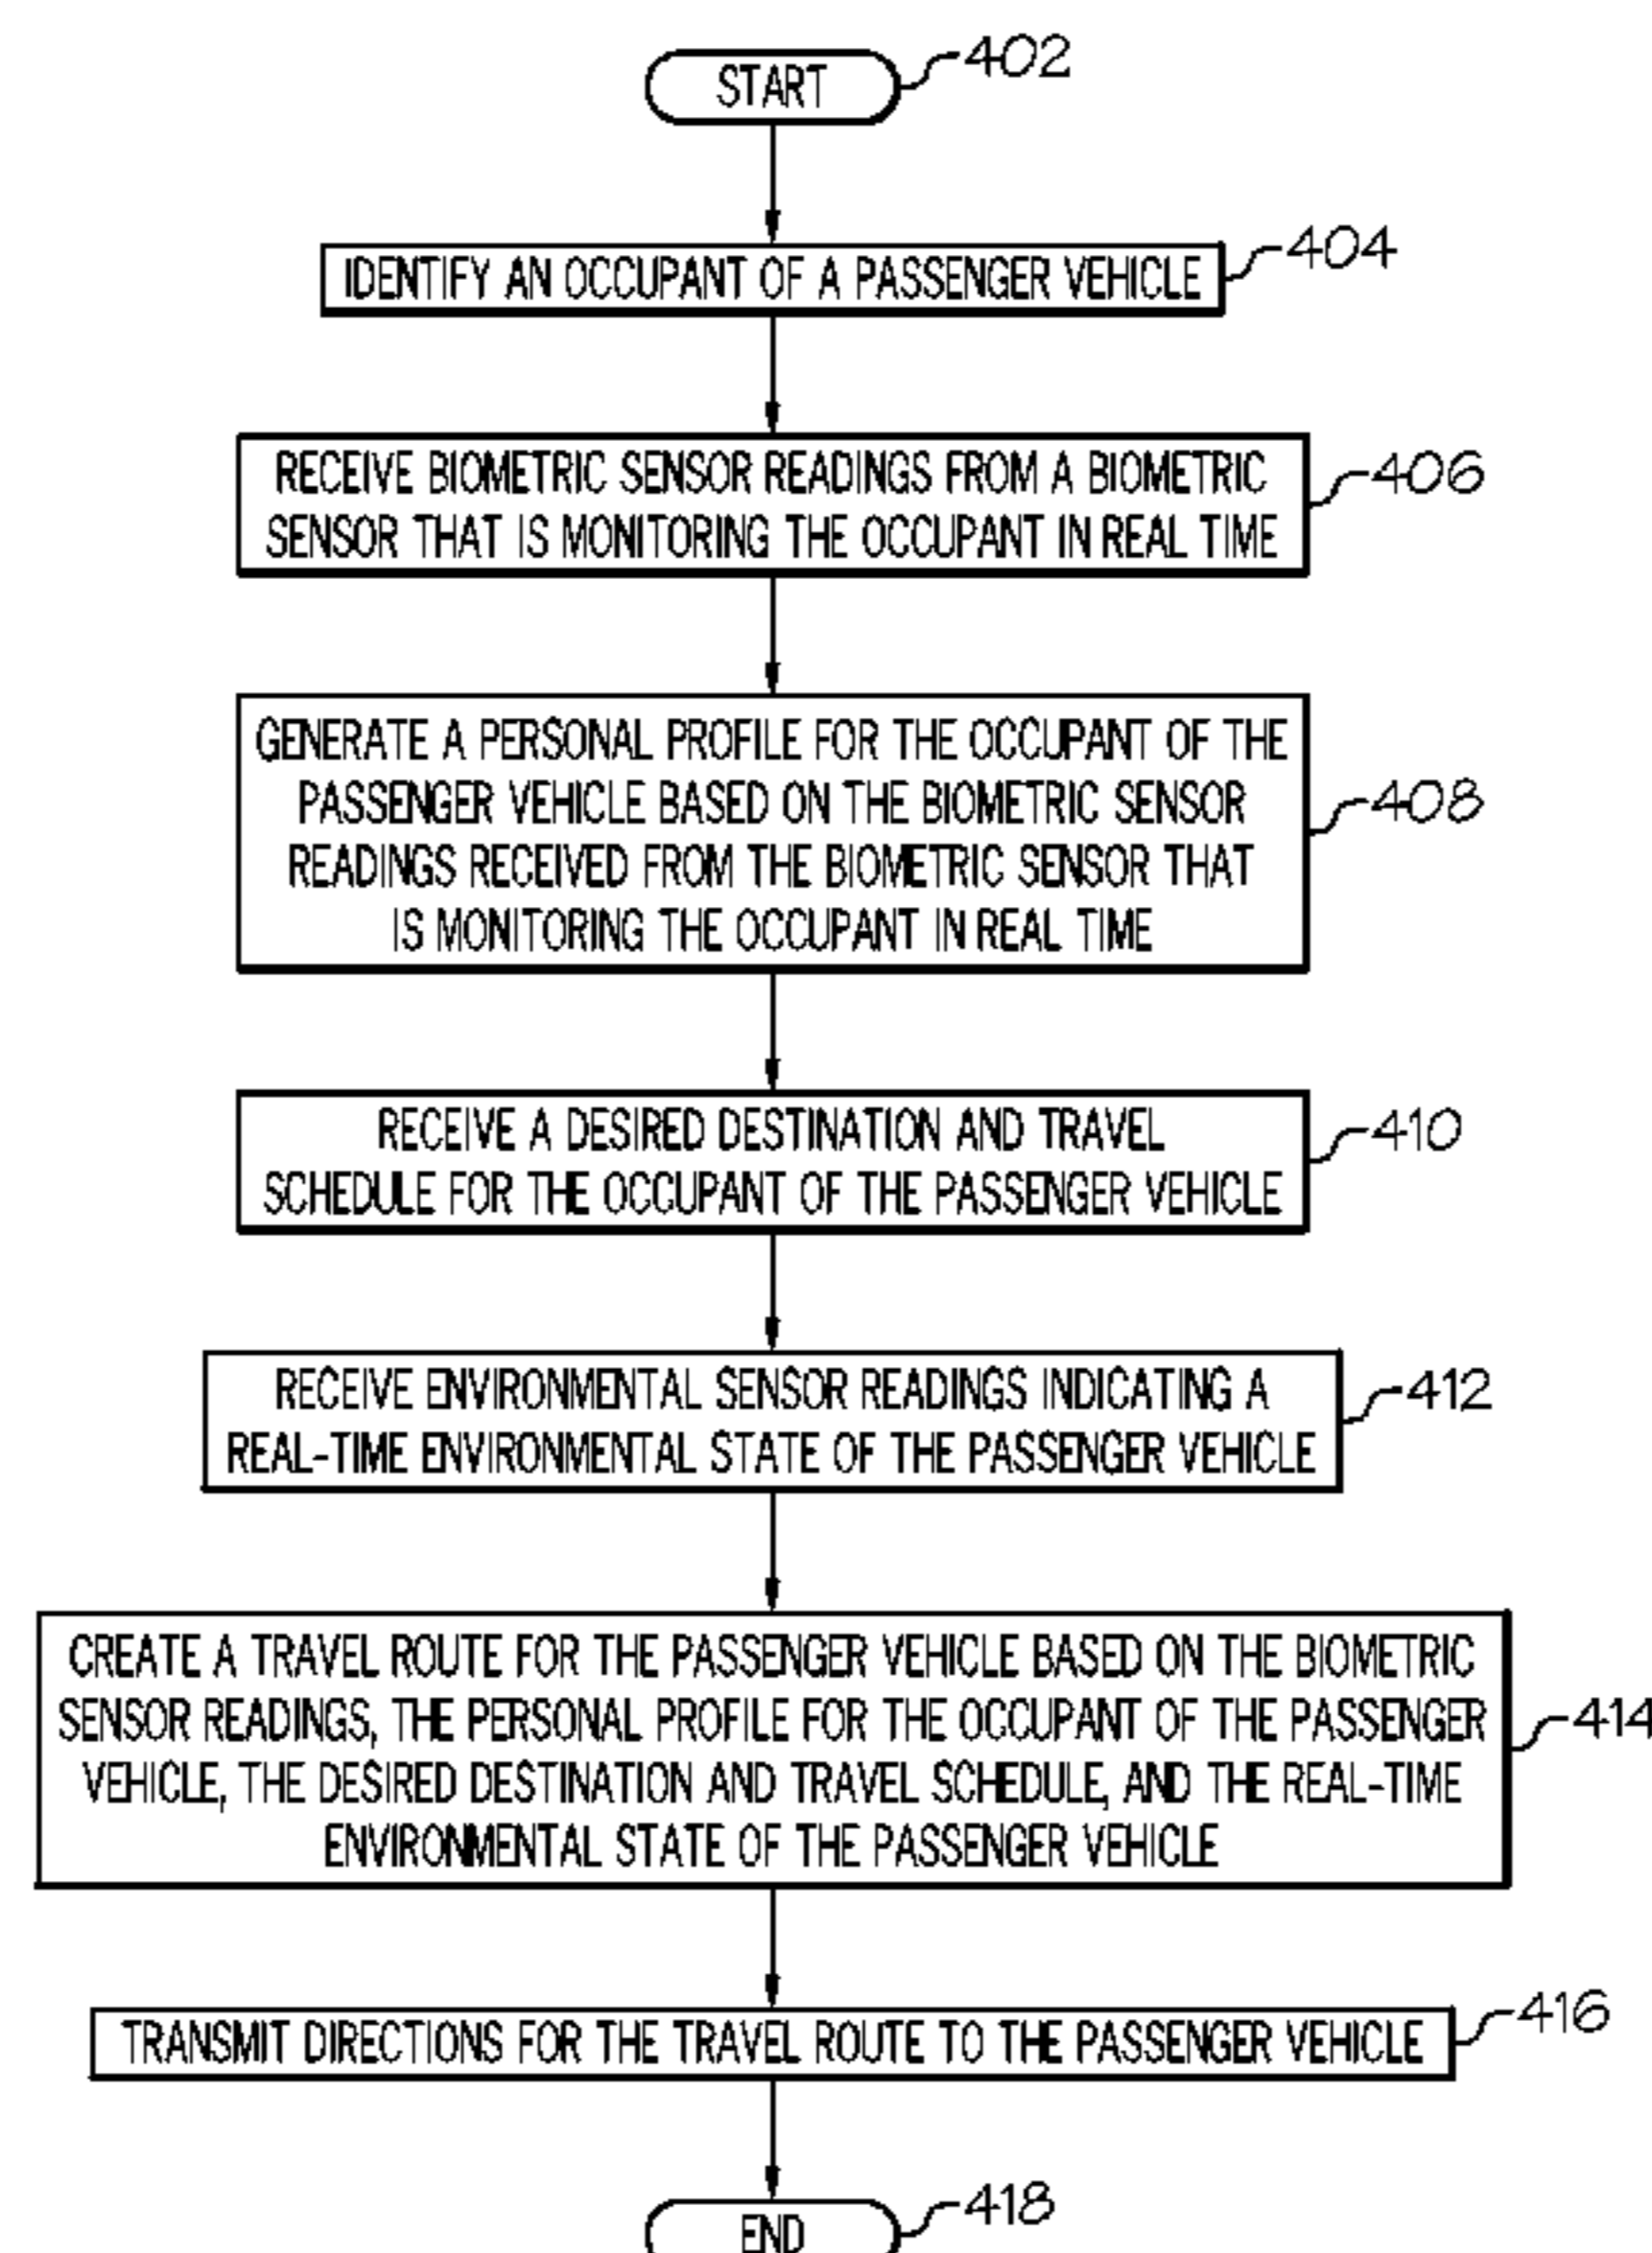 START
402
IDENTIFY AN OCCUPANT OF A PASSENGER VEHICLE
404
RECEIVE BIOMETRIC SENSOR READINGS FROM A BIOMETRIC
SENSOR THAT IS MONITORING THE OCCUPANT IN REAL TIME
406
GENERATE A PERSONAL PROFILE FOR THE OCCUPANT OF THE
PASSENGER VEHICLE BASED ON THE BIOMETRIC SENSOR
READINGS RECEIVED FROM THE BIOMETRIC SENSOR THAT
IS MONITORING THE OCCUPANT IN REAL TIME
408
RECEIVE A DESIRED DESTINATION AND TRAVEL
SCHEDULE FOR THE OCCUPANT OF THE PASSENGER VEHICLE
410
RECEIVE ENVIRONMENTAL SENSOR READINGS INDICATING A
REAL-TIME ENVIRONMENTAL STATE OF THE PASSENGER VEHICLE
412
CREATE A TRAVEL ROUTE FOR THE PASSENGER VEHICLE BASED ON THE BIOMETRIC
SENSOR READINGS, THE PERSONAL PROFILE FOR THE OCCUPANT OF THE PASSENGER
VEHICLE, THE DESIRED DESTINATION AND TRAVEL SCHEDULE, AND THE REAL-TIME
ENVIRONMENTAL STATE OF THE PASSENGER VEHICLE
414
TRANSMIT DIRECTIONS FOR THE TRAVEL ROUTE TO THE PASSENGER VEHICLE
416
END
418